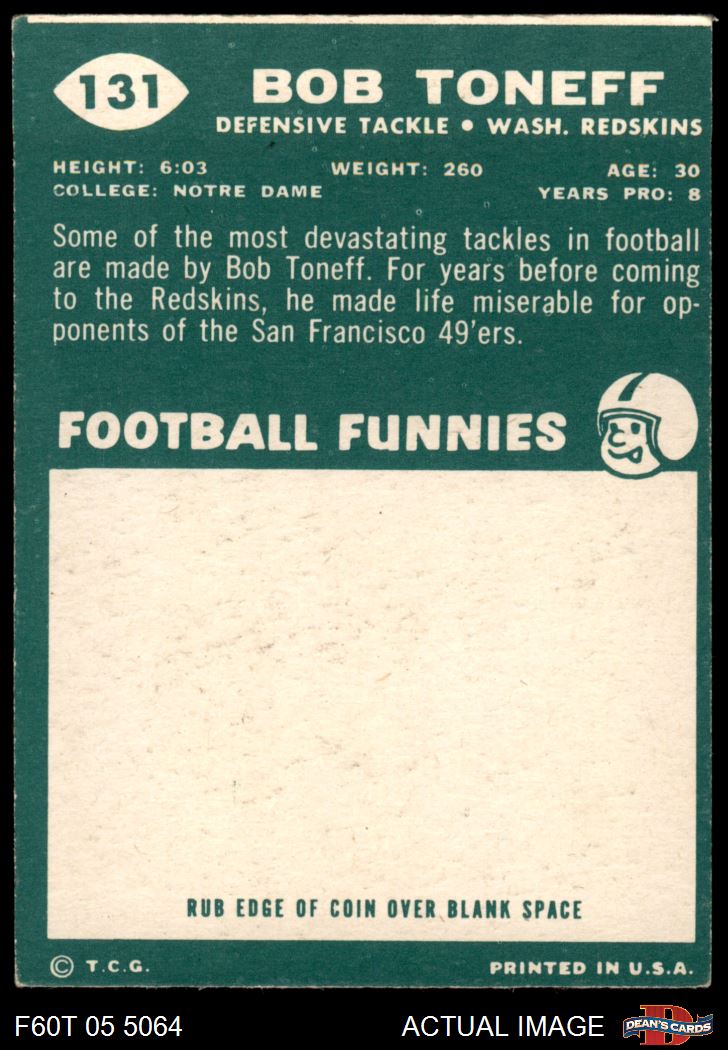 131
BOB TONEFF
DEFENSIVE TACKLE • WASH. REDSKINS
HEIGHT: 6:03 WEIGHT: 260 AGE: 30
COLLEGE: NOTRE DAME YEARS PRO: 8
Some of the most devastating tackles in football
are made by Bob Toneff. For years before coming
to the Redskins, he made life miserable for op-
ponents of the San Francisco 49'ers.
FOOTBALL FUNNIES
RUB EDGE OF COIN OVER BLANK SPACE
© T.C.G. PRINTED IN U.S.A.
F60T 05 5064 ACTUAL IMAGE
D
DEAN'S CARDS